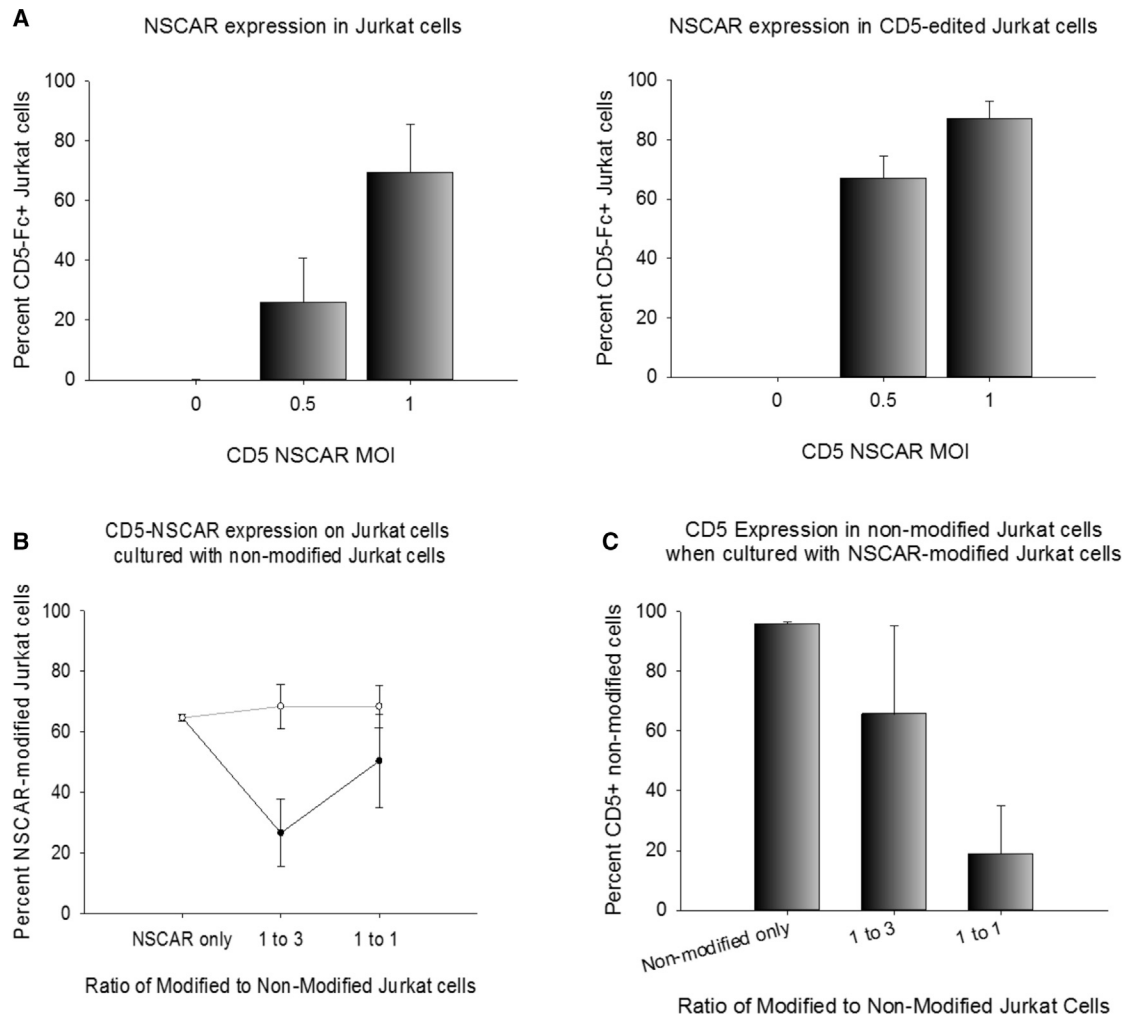 A
NSCAR expression in Jurkat cells
Percent CD5-Fc+ Jurkat cells
100
80
60
40
20
0
0 0.5 1
CD5 NSCAR MOI
NSCAR expression in CD5-edited Jurkat Cells
Percent CD5-Fc+ Jurkat cells
100
80
60
40
20
0
0 0.5 1
CD5 NSCAR MOI
B
CD5-NSCAR expression on Jurkat cells
cultured with non-modified Jurkat cells
Percent NSCAR-modified Jurkat cells
100
80
60
40
20
0
NSCAR only 1 to 3 1 to 1
Ratio of Modified to Non-Modified Jurkat cells
C
CD5 Expression in non-modified Jurkat cells
when cultured with NSCAR-modified Jurkat cells
Percent CD5+ non-modified cells
100
80
60
40
20
0
Non-modified only 1 to 3 1 to 1
Ratio of Modified to Non-Modified Jurkat Cells